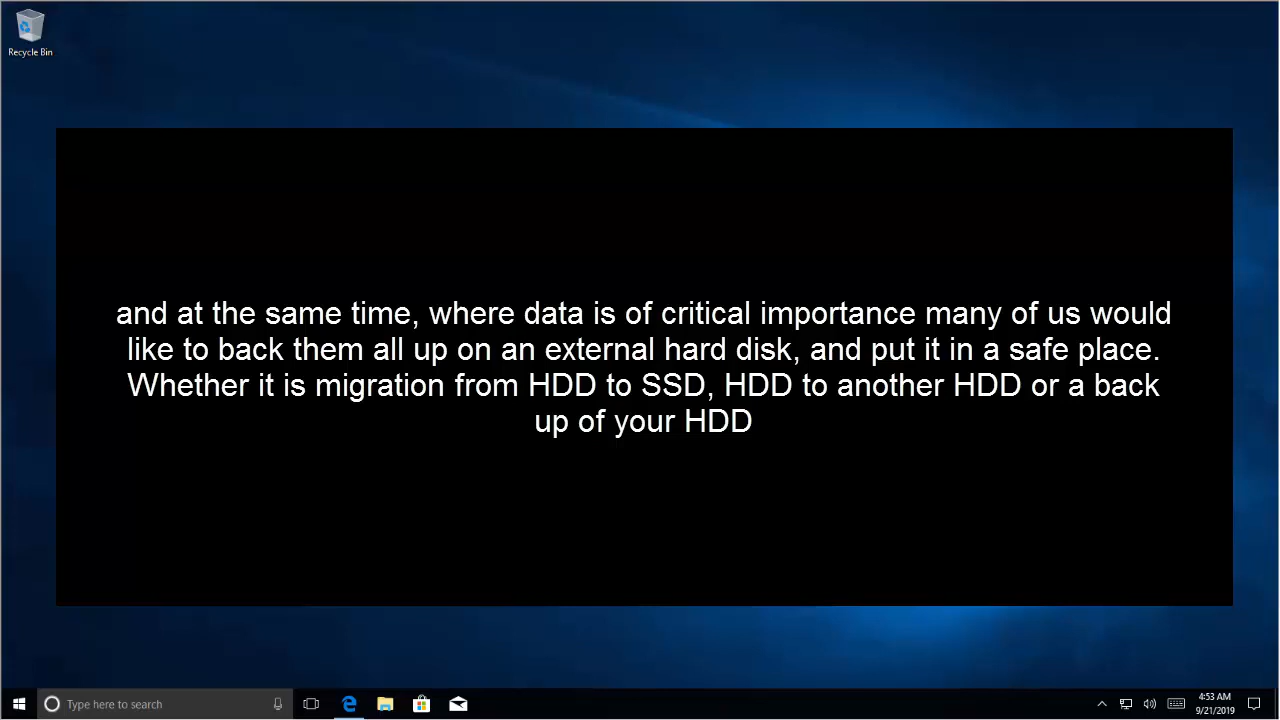 Recycle Bin
and at the same time, where data is of critical importance many of us would
like to back them all up on an external hard disk, and put it in a safe place.
Whether it is migration from HDD to SSD, HDD to another HDD or a back
up of your HDD
Type here to search
4:53 AM
9/21/2019